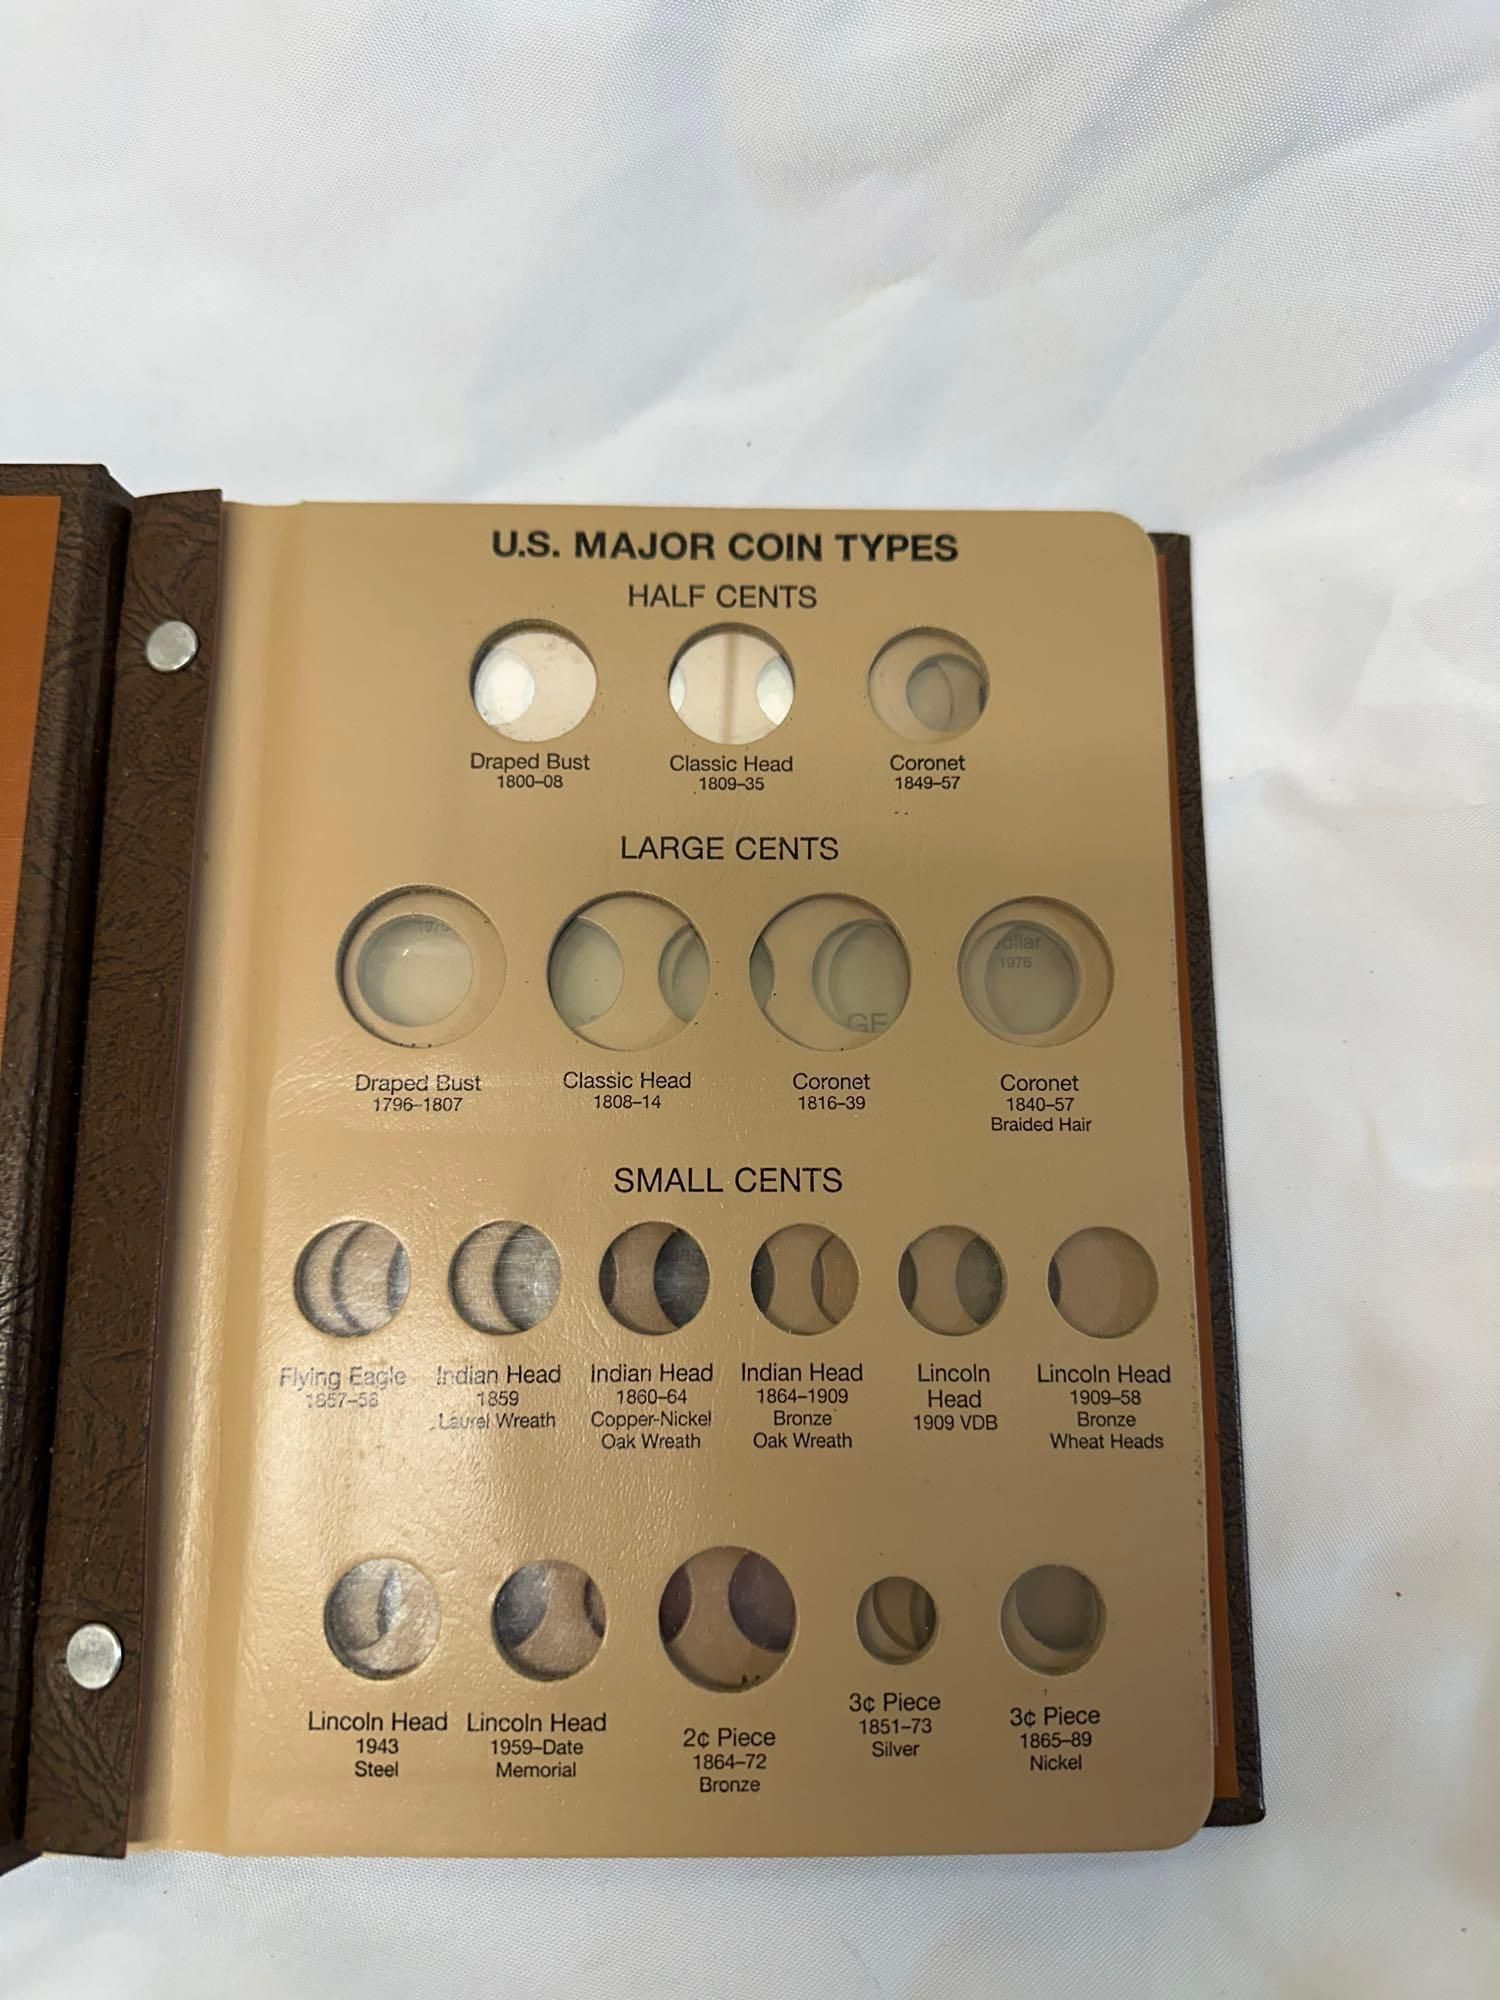 U.S. MAJOR COIN TYPES
HALF CENTS
Draped Bust
1800–08
Classic Head
1809–35
Coronet
1849–57
LARGE CENTS
1976
GE
ollar
1976
Draped Bust
1796–1807
Classic Head
1808–14
Coronet
1816–39
Coronet
1840–57
Braided Hair
SMALL CENTS
Flying Eagle
1857–58
Indian Head
1859
Laurel Wreath
Indian Head
1860–64
Copper-Nickel
Oak Wreath
Indian Head
1864–1909
Bronze
Oak Wreath
Lincoln
Head
1909 VDB
Lincoln Head
1909–58
Bronze
Wheat Heads
Lincoln Head
1943
Steel
Lincoln Head
1959–Date
Memorial
2¢ Piece
1864–72
Bronze
3¢ Piece
1851–73
Silver
3¢ Piece
1865–89
Nickel